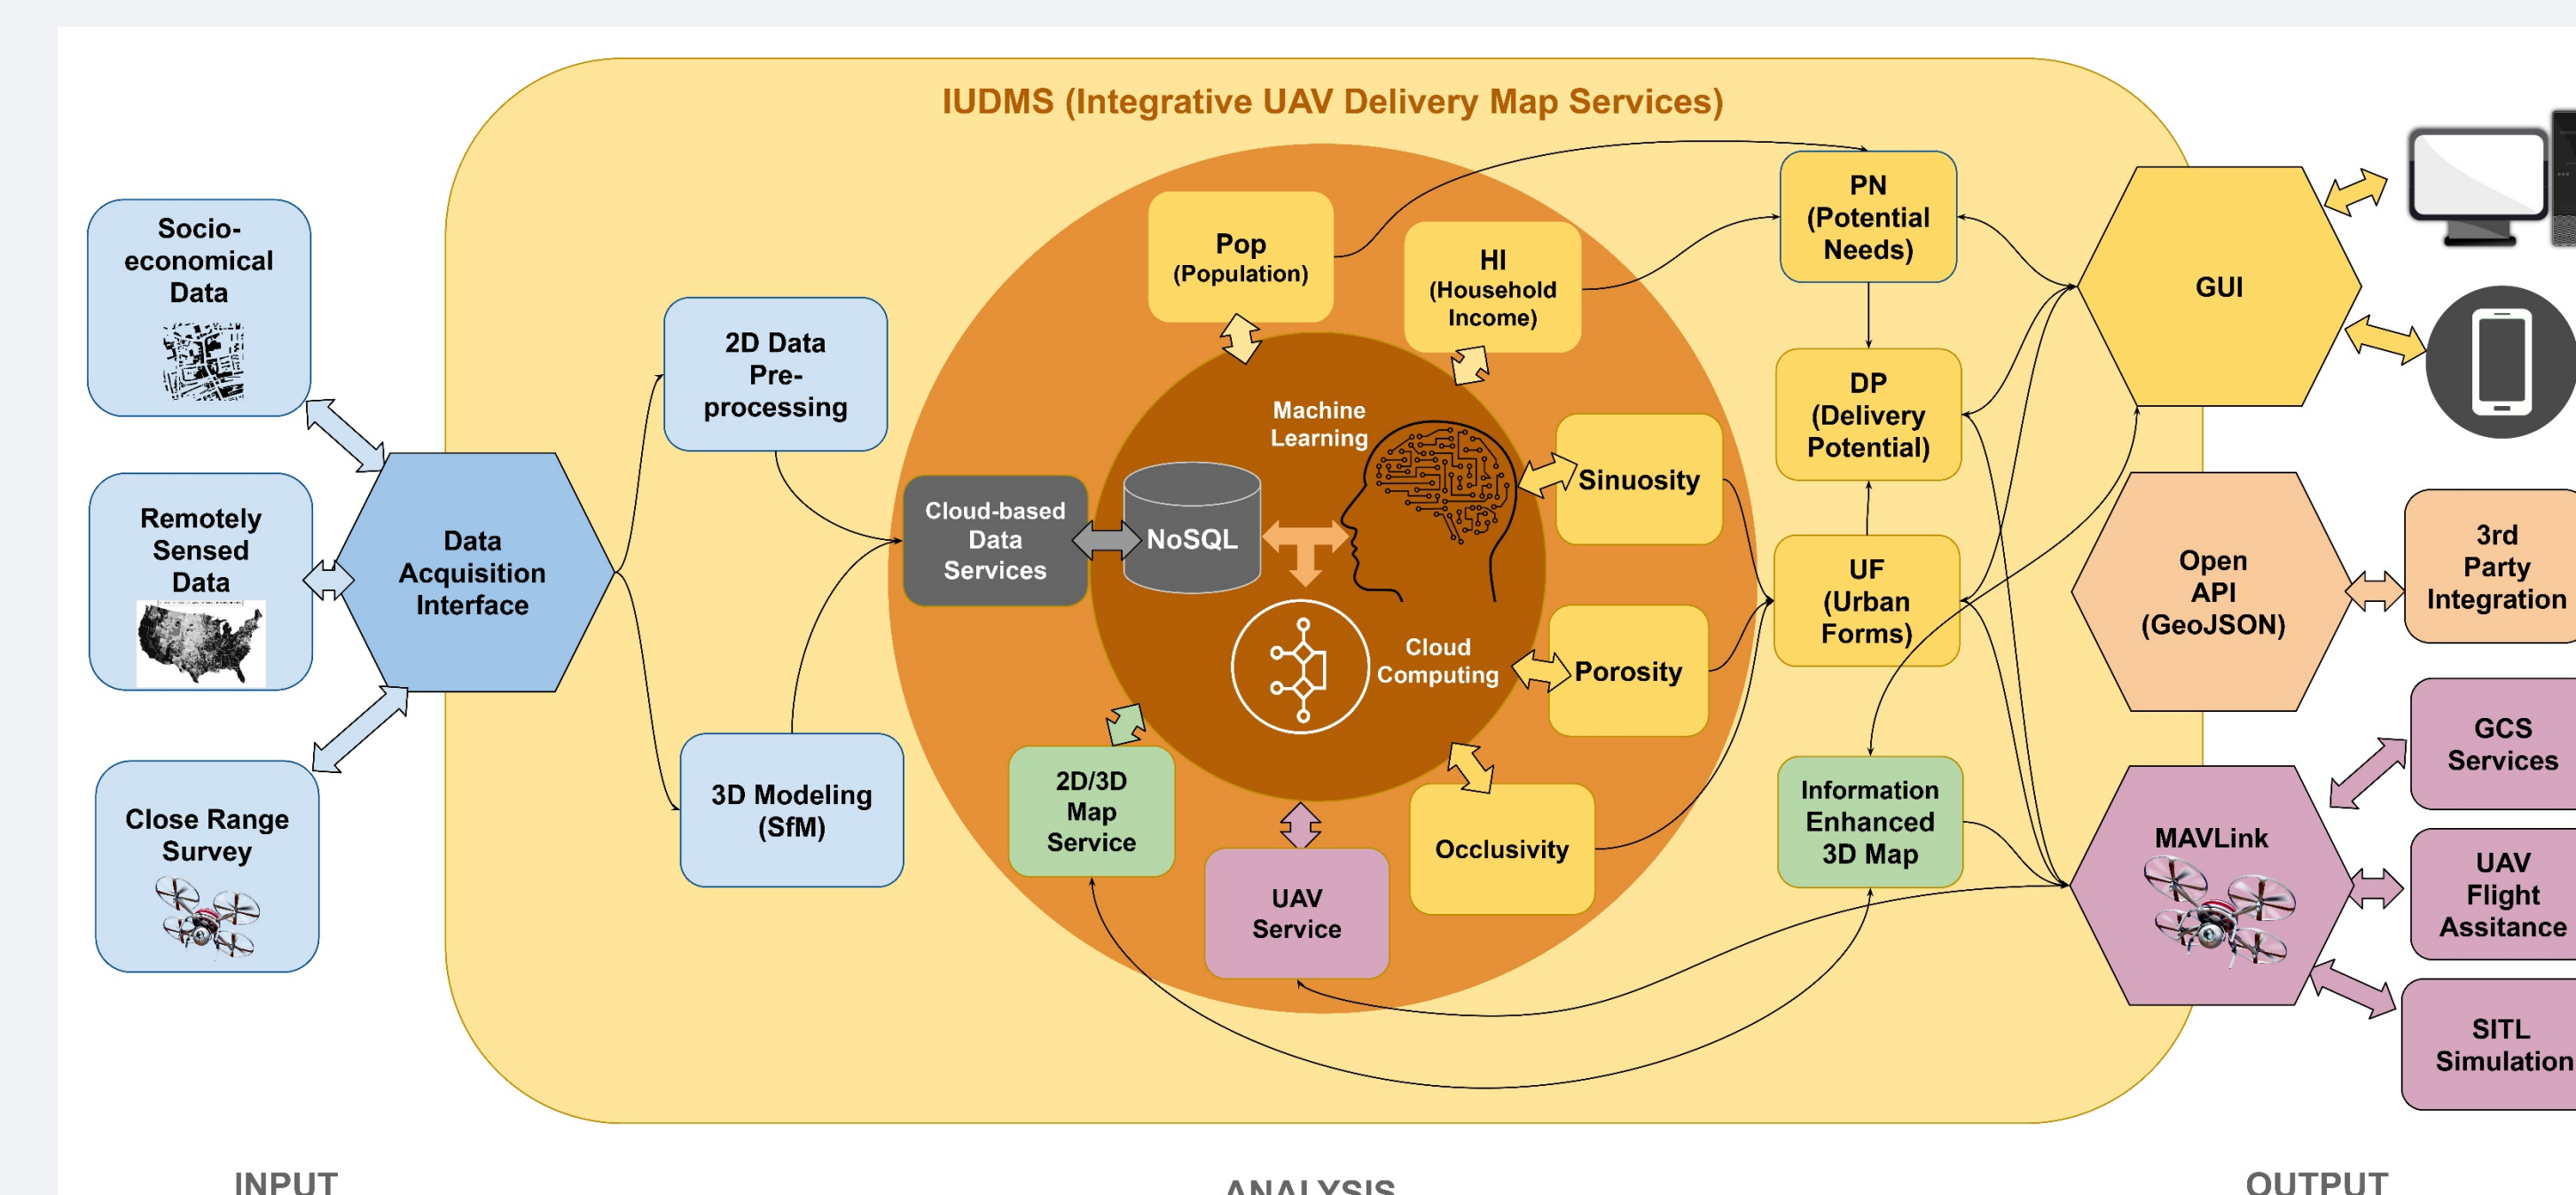 IUDMS (Integrative UAV Delivery Map Services)
Socio-
economical
Data
Remotely
Sensed
Data
Close Range
Survey
Data
Acquisition
Interface
2D Data
Pre-
processing
3D Modeling
(SfM)
Cloud-based
Data
Services
NoSQL
Machine
Learning
Cloud
Computing
Pop
(Population)
HI
(Household
Income)
Sinuosity
Porosity
Occlusivity
UAV
Service
2D/3D
Map
Service
PN
(Potential
Needs)
DP
(Delivery
Potential)
UF
(Urban
Forms)
Information
Enhanced
3D Map
GUI
Open
API
(GeoJSON)
MAVLink
3rd
Party
Integration
GCS
Services
UAV
Flight
Assitance
SITL
Simulation
INPUT
ANALYSIS
OUTPUT